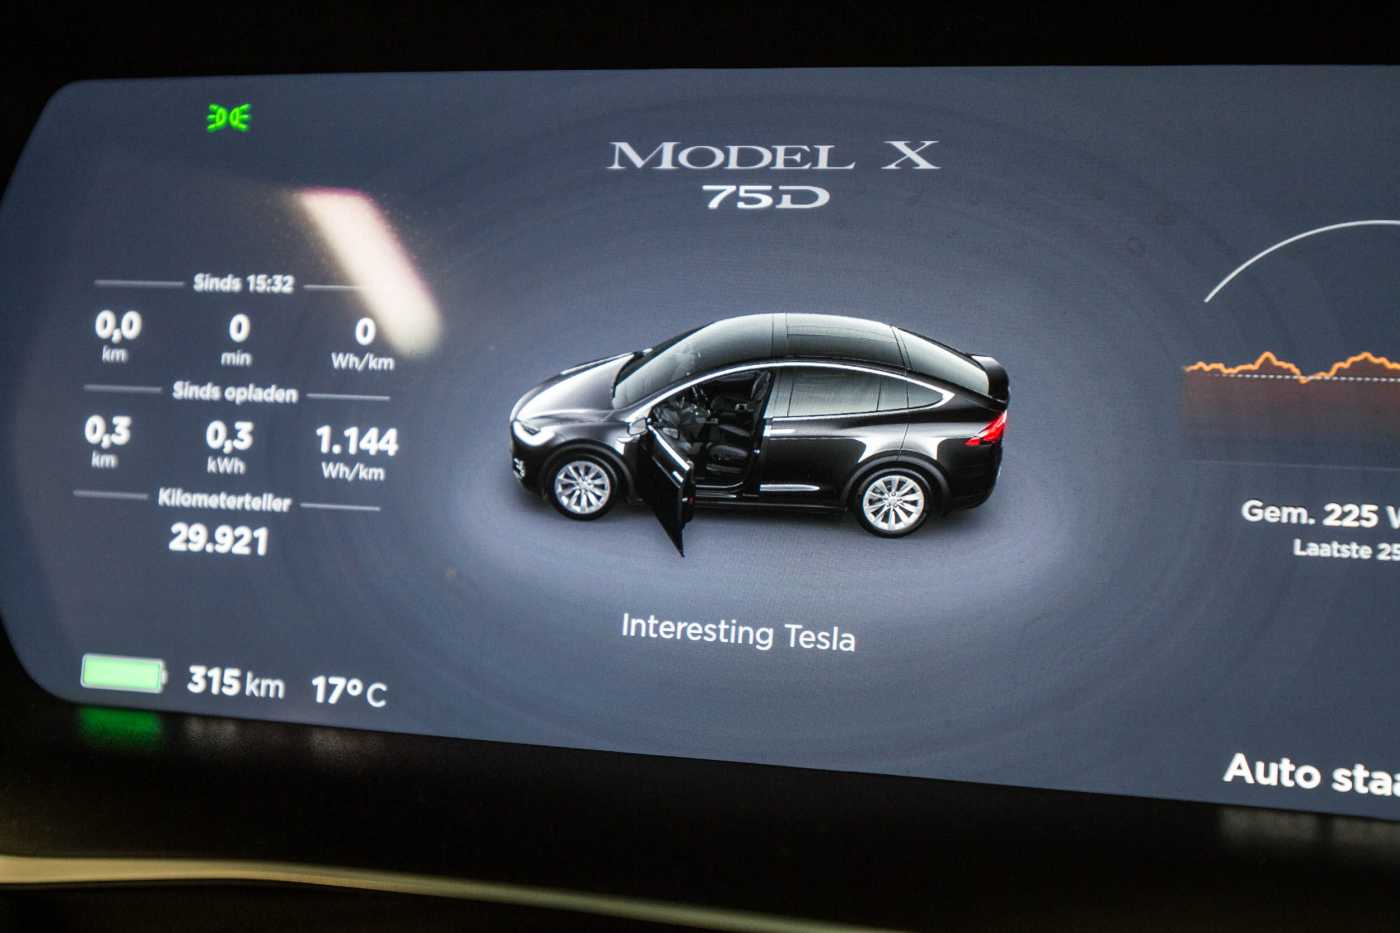 MODEL X
75D
Sinds 15:32
0,0 0 0
km min Wh/km
Sinds opladen
0,3 0,3 1.144
km kWh Wh/km
Kilometerteller
29.921
315 km 17° C
Interesting Tesla
Gem. 225
Laatste 25
Auto